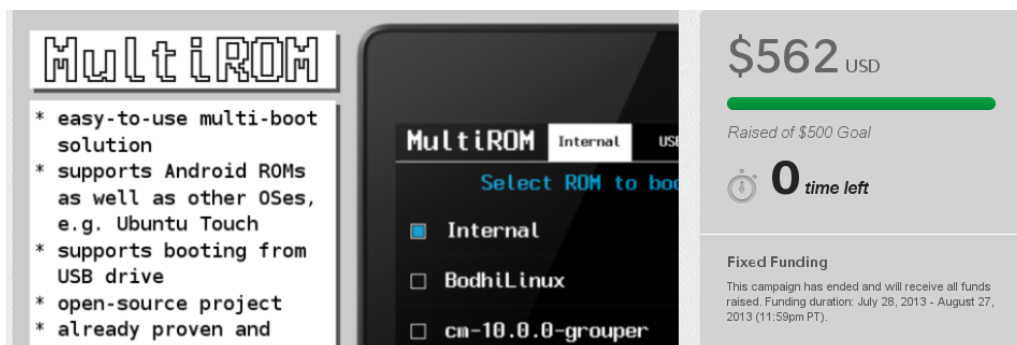 MultiROM
* easy-to-use multi-boot
solution
* supports Android ROMs
as well as other OSes,
e.g. Ubuntu Touch
* supports booting from
USB drive
* open-source project
* already proven and
MultiROM Internal USB
Select ROM to boo
Internal
BodhiLinux
cm-10.0.0-grouper
$562 USD
Raised of $500 Goal
0 time left
Fixed Funding
This campaign has ended and will receive all funds
raised. Funding duration: July 28, 2013 - August 27,
2013 (11:59pm PT).